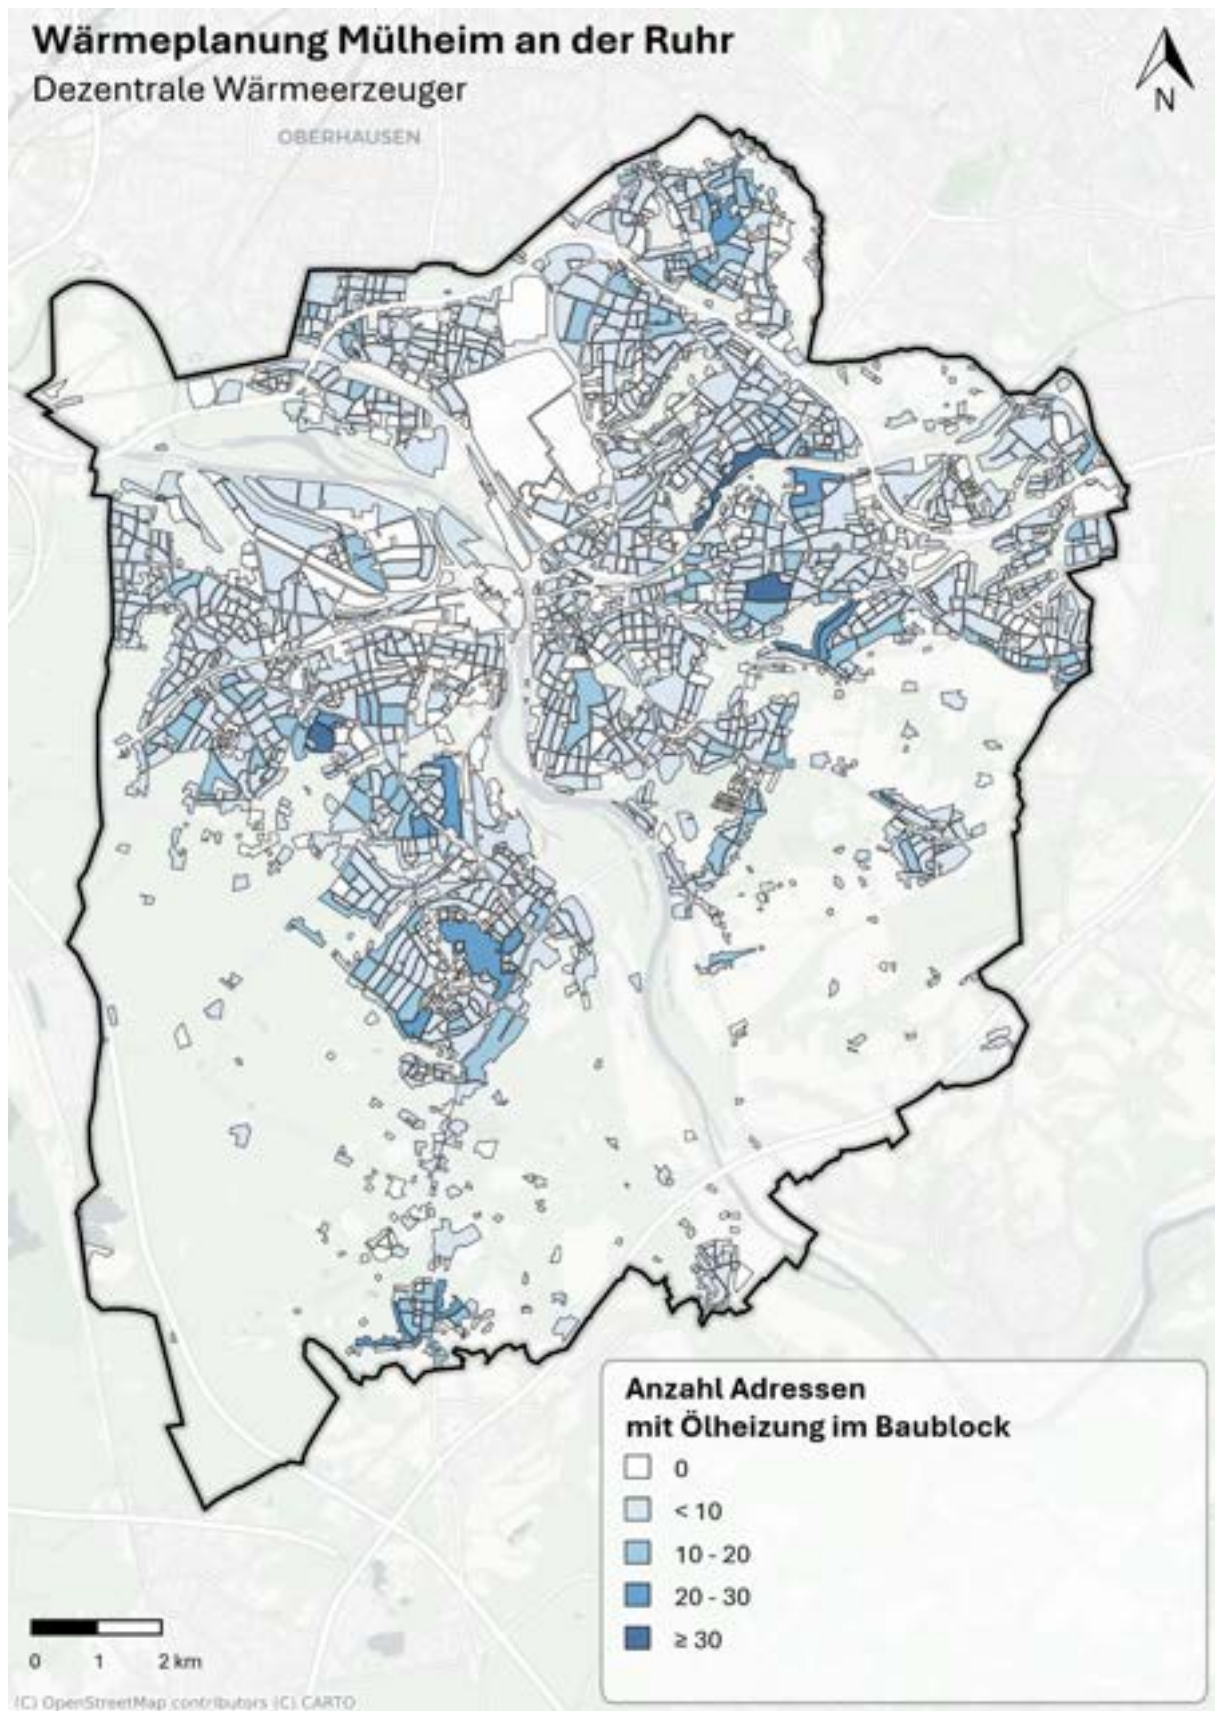 Wärmeplanung Mülheim an der Ruhr
Dezentrale Wärmeerzeuger
N
OBERHAUSEN
Anzahl Adressen
mit Ölheizung im Baublock
0
< 10
10 - 20
20 - 30
≥ 30
0 1 2 km
(C) OpenStreetMap contributors (C) CARTO